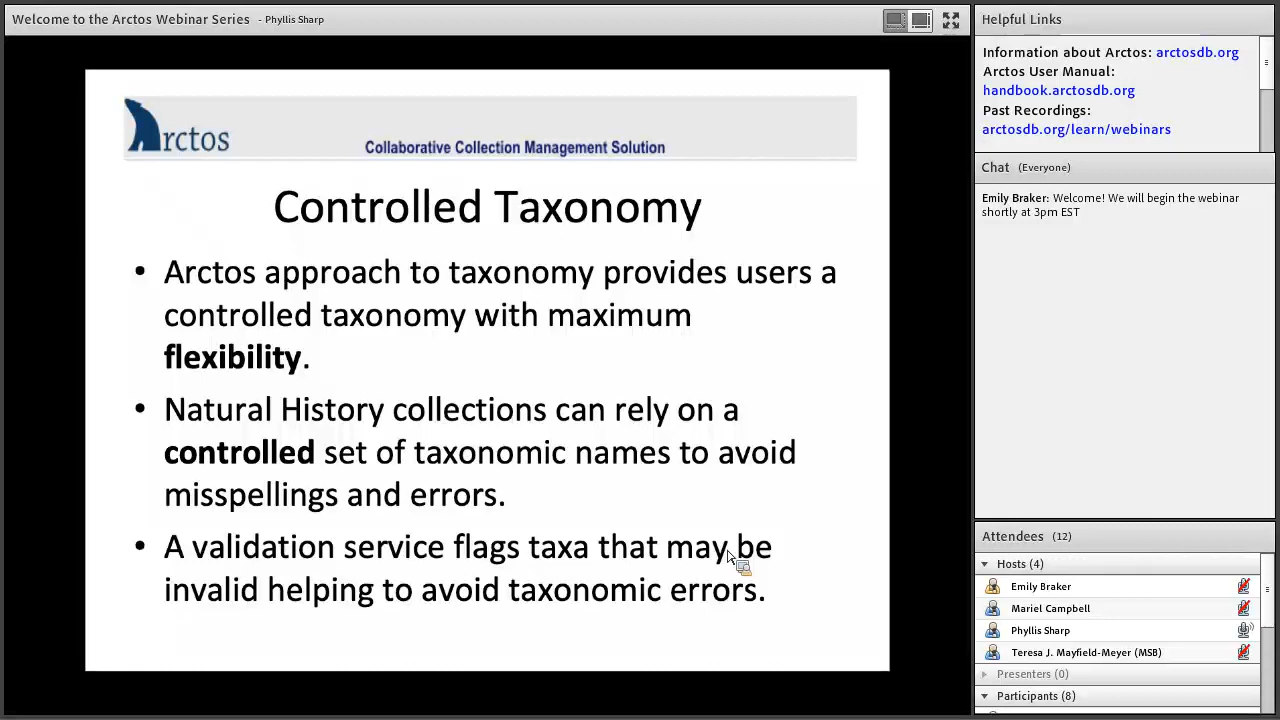 Welcome to the Arctos Webinar Series - Phyllis Sharp
Arctos
Collaborative Collection Management Solution
Controlled Taxonomy
• Arctos approach to taxonomy provides users a
controlled taxonomy with maximum
flexibility.
• Natural History collections can rely on a
controlled set of taxonomic names to avoid
misspellings and errors.
• A validation service flags taxa that may be
invalid helping to avoid taxonomic errors.
Helpful Links
Information about Arctos: arctosdb.org
Arctos User Manual:
handbook.arctosdb.org
Past Recordings:
arctosdb.org/learn/webinars
Chat (Everyone)
Emily Braker: Welcome! We will begin the webinar
shortly at 3pm EST
Attendees (12)
Hosts (4)
Emily Braker
Mariel Campbell
Phyllis Sharp
Teresa J. Mayfield-Meyer (MSB)
Presenters (0)
Participants (8)